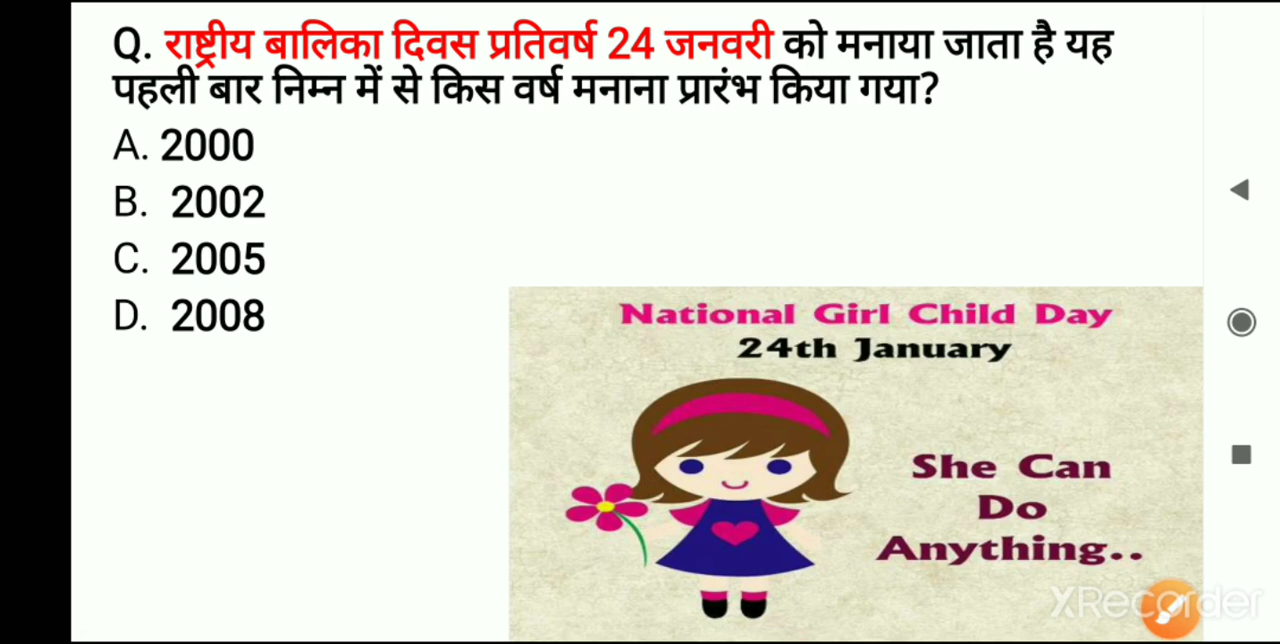 Q. राष्ट्रीय बालिका दिवस प्रतिवर्ष 24 जनवरी को मनाया जाता है यह
पहली बार निम्न में से किस वर्ष मनाना प्रारंभ किया गया?
A. 2000
B. 2002
C. 2005
D. 2008
National Girl Child Day
24th January
She Can
Do
Anything..
XRecorder